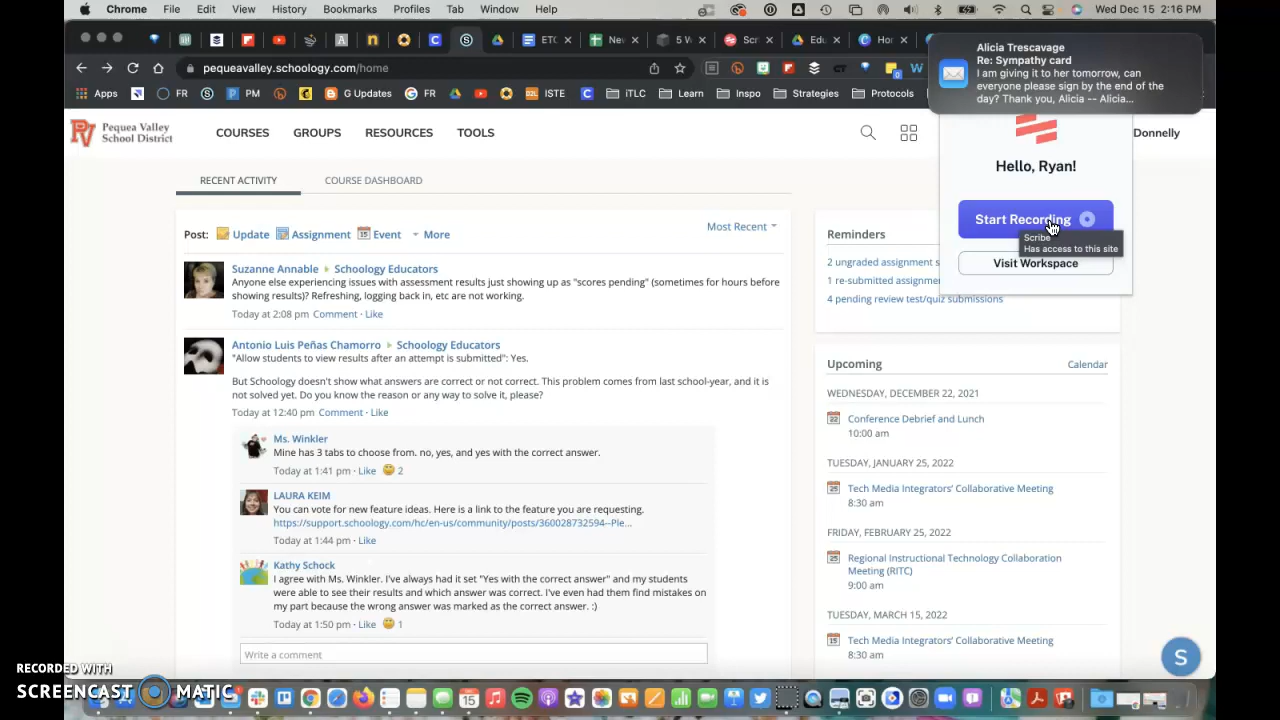 Chrome File Edit View History Bookmarks Profiles Tab Window Help Wed Dec 15 2:16 PM
ETC New 5 W Scr Edu Ho
pequeavalley.schoology.com/home
Apps FR PM G Updates FR ISTE iTLC Learn Inspo Strategies Protocols
Alicia Trescavage
Re: Sympathy card
I am giving it to her tomorrow, can
everyone please sign by the end of the
day? Thank you, Alicia -- Alicia...
Pequea Valley
School District
COURSES GROUPS RESOURCES TOOLS
Donnelly
Hello, Ryan!
Start Recording
Scribe
Has access to this site
Visit Workspace
RECENT ACTIVITY COURSE DASHBOARD
Post: Update Assignment Event More
Most Recent
Suzanne Annable Schoology Educators
Anyone else experiencing issues with assessment results just showing up as "scores pending" (sometimes for hours before
showing results)? Refreshing, logging back in, etc are not working.
Today at 2:08 pm Comment · Like
Antonio Luis Peñas Chamorro Schoology Educators
"Allow students to view results after an attempt is submitted": Yes.
But Schoology doesn't show what answers are correct or not correct. This problem comes from last school-year, and it is
not solved yet. Do you know the reason or any way to solve it, please?
Today at 12:40 pm Comment · Like
Ms. Winkler
Mine has 3 tabs to choose from. no, yes, and yes with the correct answer.
Today at 1:41 pm · Like 2
LAURA KEIM
You can vote for new feature ideas. Here is a link to the feature you are requesting.
https://support.schoology.com/hc/en-us/community/posts/360028732594--Ple...
Today at 1:44 pm · Like
Kathy Schock
I agree with Ms. Winkler. I've always had it set "Yes with the correct answer" and my students
were able to see their results and which answer was correct. I've even had them find mistakes on
my part because the wrong answer was marked as the correct answer. :)
Today at 1:50 pm · Like 1
Write a comment
Reminders
2 ungraded assignment s
1 re-submitted assignme
4 pending review test/quiz submissions
Upcoming Calendar
WEDNESDAY, DECEMBER 22, 2021
Conference Debrief and Lunch
10:00 am
TUESDAY, JANUARY 25, 2022
Tech Media Integrators' Collaborative Meeting
8:30 am
FRIDAY, FEBRUARY 25, 2022
Regional Instructional Technology Collaboration
Meeting (RITC)
9:00 am
TUESDAY, MARCH 15, 2022
Tech Media Integrators' Collaborative Meeting
8:30 am
S
RECORDED WITH
SCREENCAST MATIC